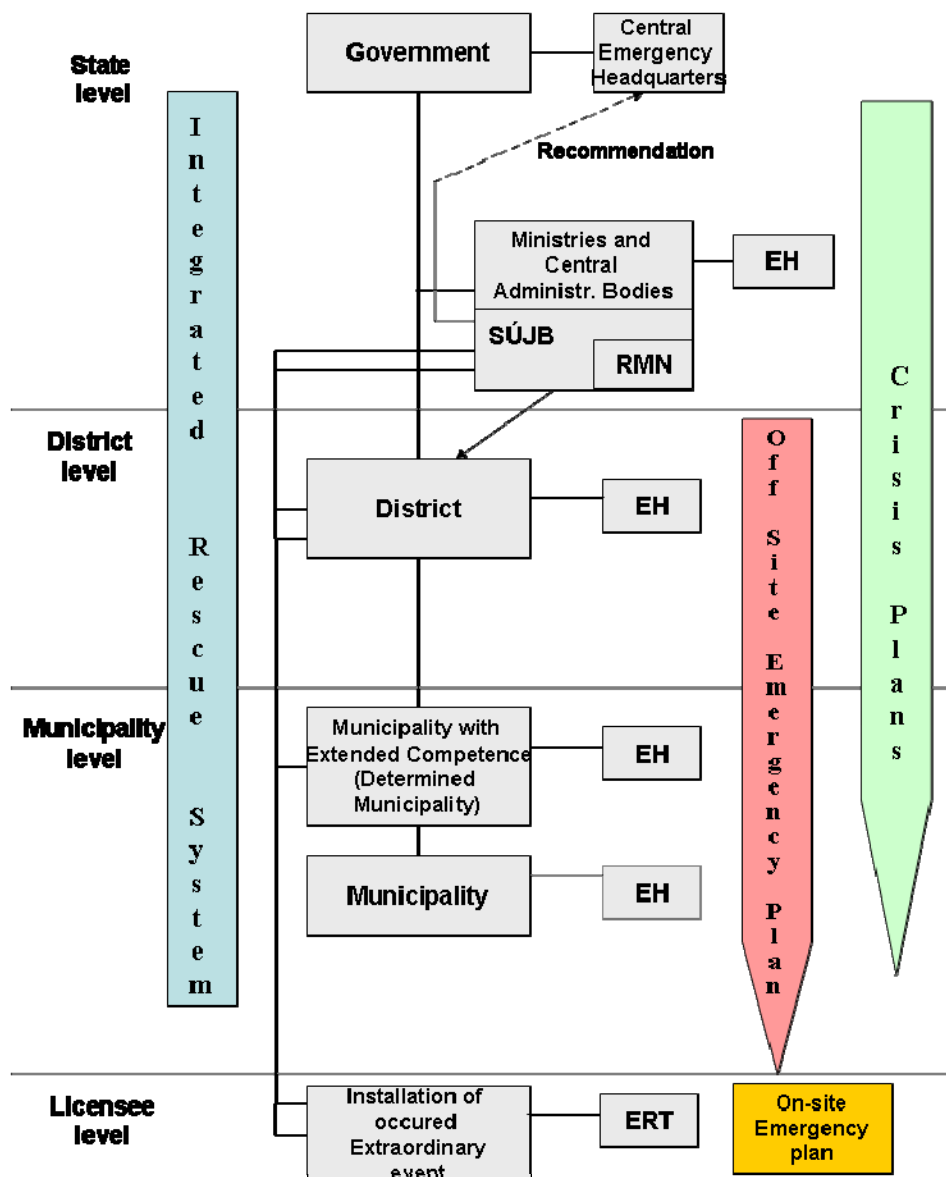 State
level
Government
Central
Emergency
Headquarters
Recommendation
Ministries and
Central
Administr. Bodies
EH
SÚJB
RMN
District
level
District
EH
Municipality
level
Municipality with
Extended Competence
(Determined
Municipality)
EH
Municipality
EH
Licensee
level
Installation of
occured
Extraordinary
event
ERT
On-site
Emergency
plan
Integrated Rescue System
Off Site Emergency Plan
Crisis Plans